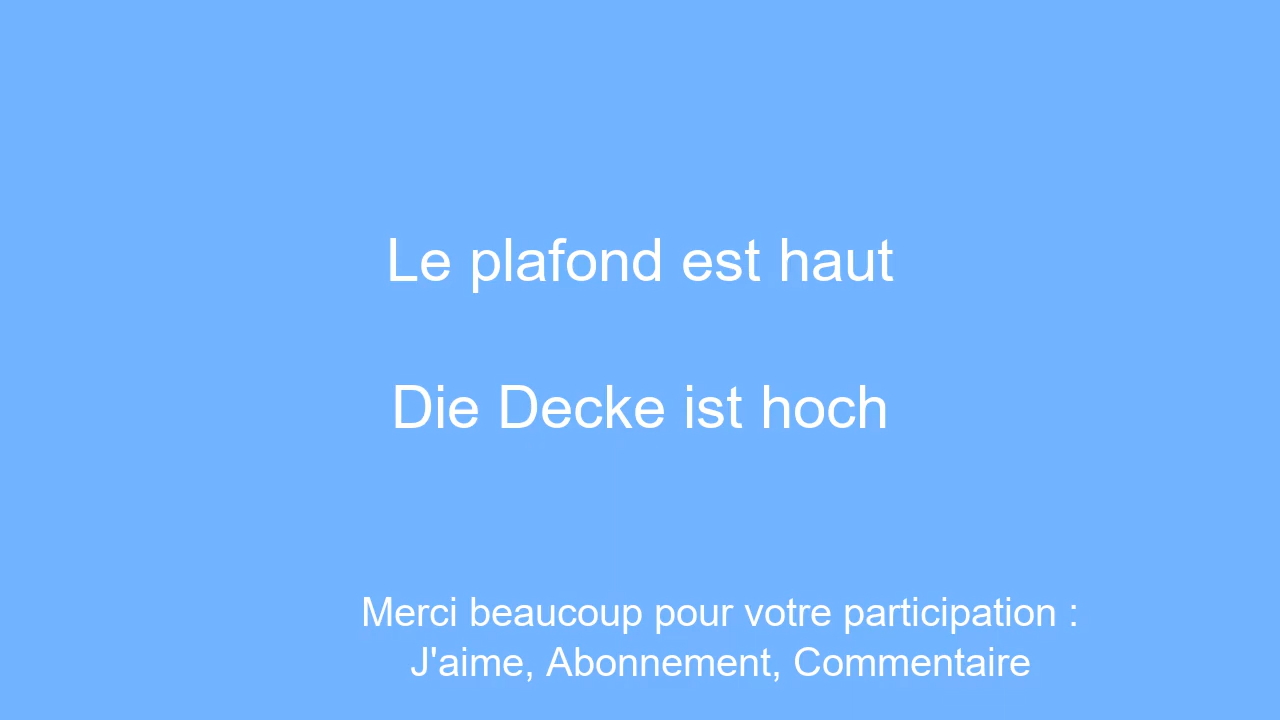 Le plafond est haut
Die Decke ist hoch
Merci beaucoup pour votre participation :
J'aime, Abonnement, Commentaire